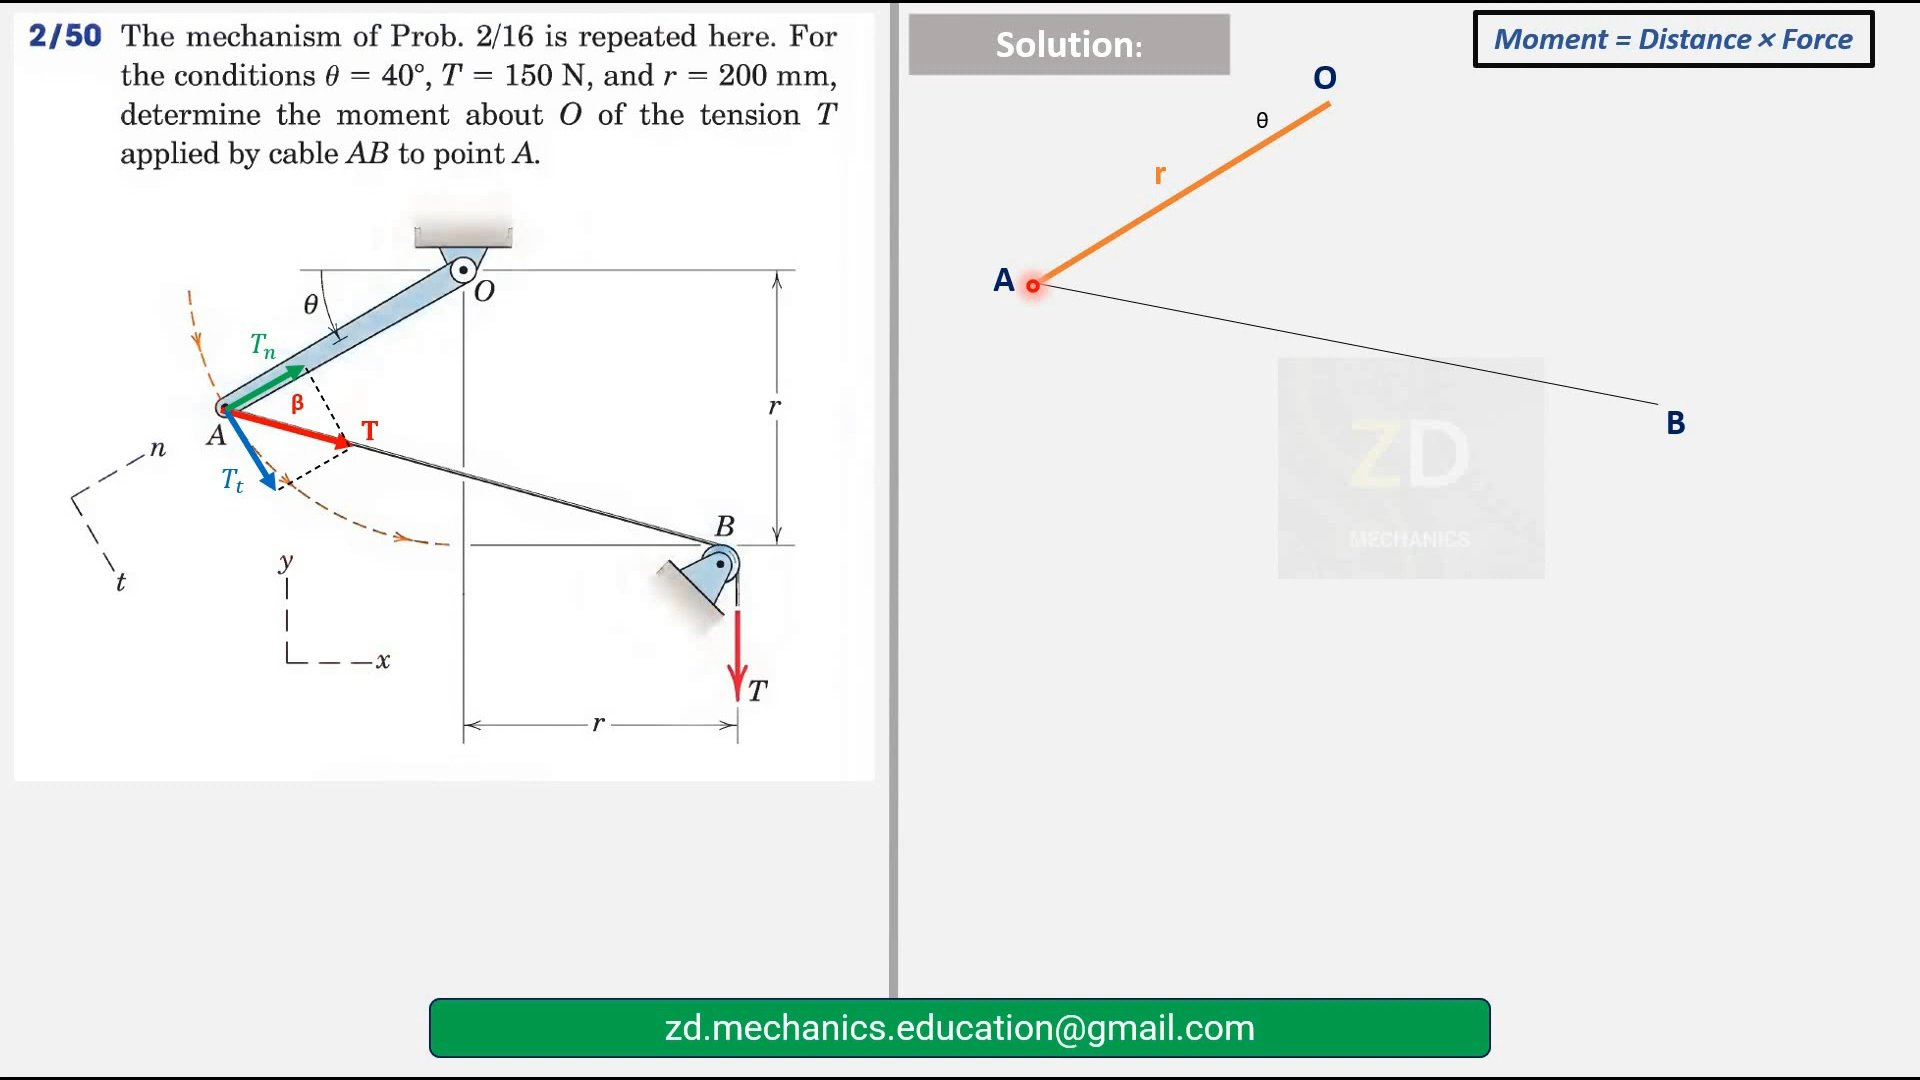 2/50 The mechanism of Prob. 2/16 is repeated here. For
the conditions θ = 40°, T = 150 N, and r = 200 mm,
determine the moment about O of the tension T
applied by cable AB to point A.
θ
O
T_n
β
T
A
n
T_t
t
r
B
y
x
T
r
Solution:
Moment = Distance × Force
O
θ
r
A
B
ZD
MECHANICS
zd.mechanics.education@gmail.com